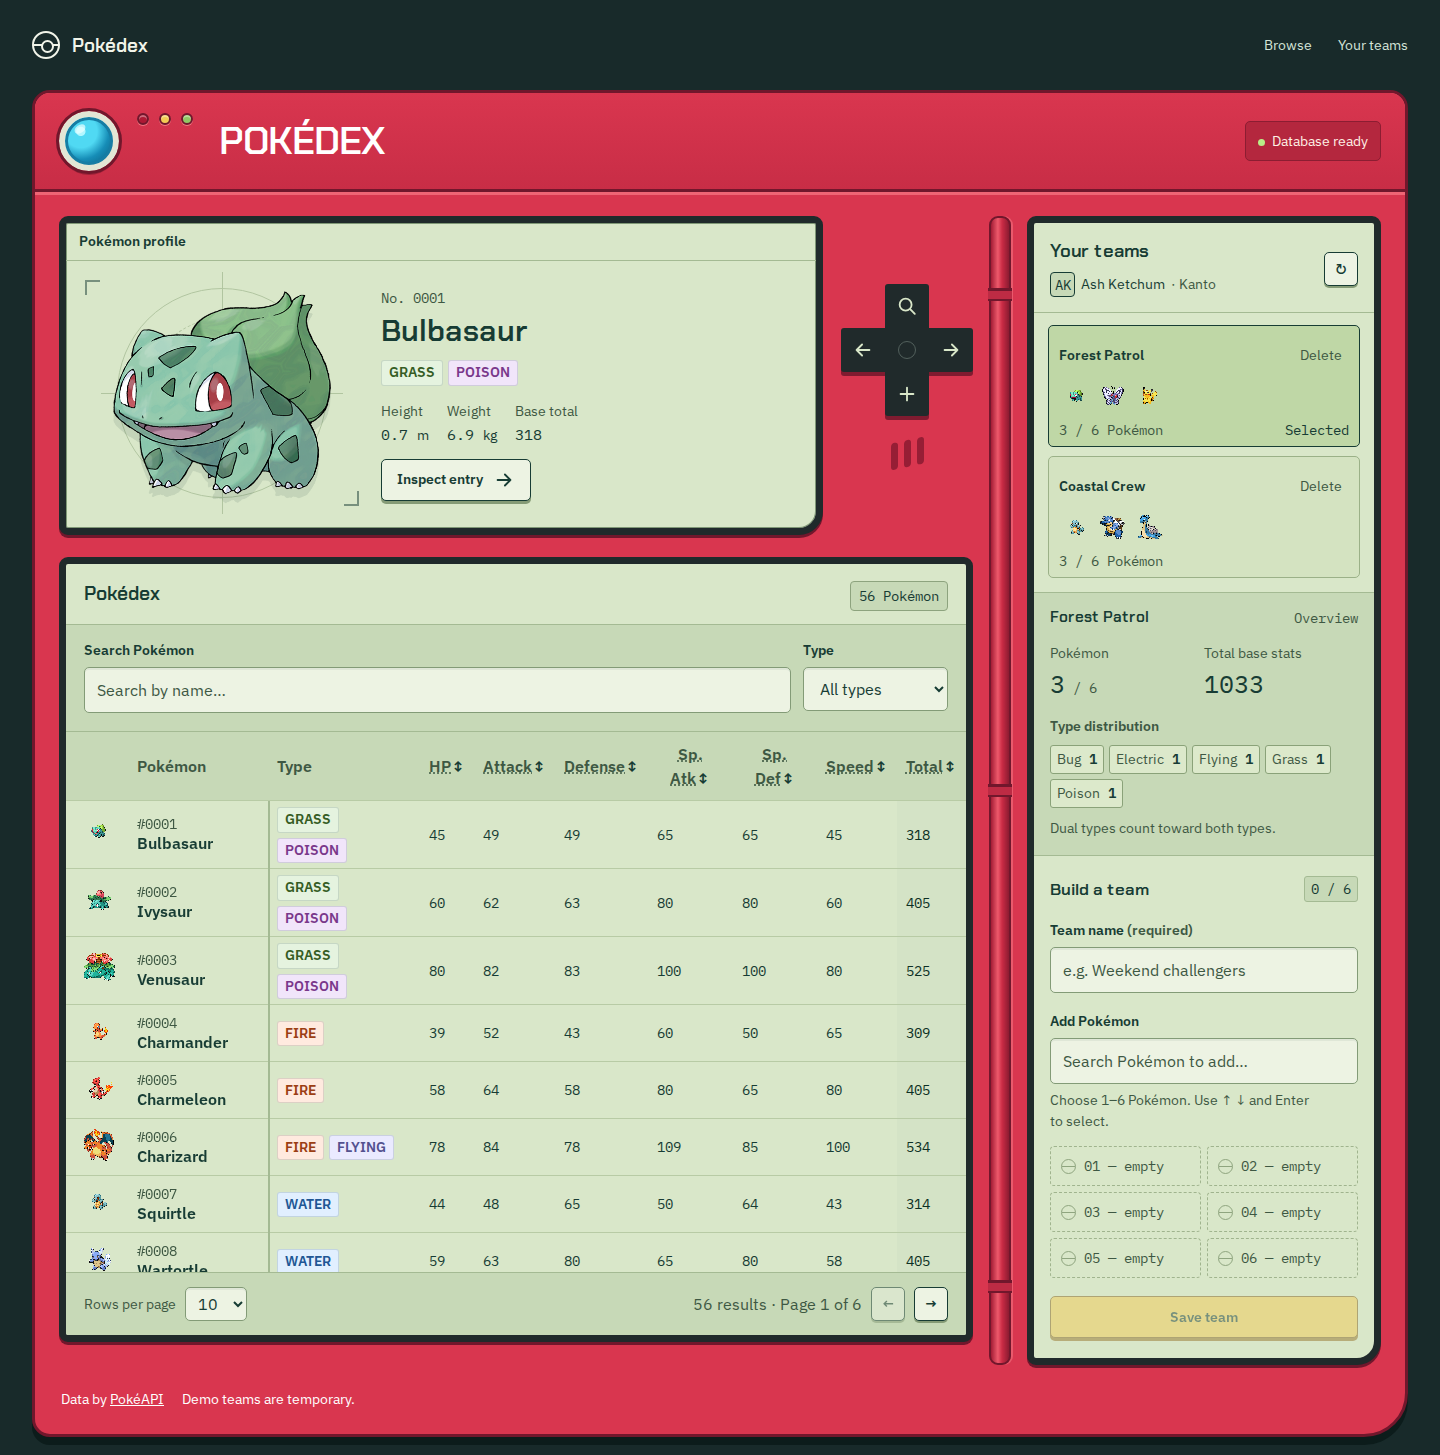 Pokédex
Browse Your teams
POKÉDEX
Database ready
Pokémon profile
No. 0001
Bulbasaur
GRASS POISON
Height Weight Base total
0.7 m 6.9 kg 318
Inspect entry →
Pokédex
56 Pokémon
Search Pokémon Type
Search by name... All types
Pokémon Type HP↕ Attack↕ Defense↕ Sp. Atk↕ Sp. Def↕ Speed↕ Total↕
#0001
Bulbasaur GRASS POISON 45 49 49 65 65 45 318
#0002
Ivysaur GRASS POISON 60 62 63 80 80 60 405
#0003
Venusaur GRASS POISON 80 82 83 100 100 80 525
#0004
Charmander FIRE 39 52 43 60 50 65 309
#0005
Charmeleon FIRE 58 64 58 80 65 80 405
#0006
Charizard FIRE FLYING 78 84 78 109 85 100 534
#0007
Squirtle WATER 44 48 65 50 64 43 314
#0008
Wartortle WATER 59 63 80 65 80 58 405
Rows per page 10 56 results · Page 1 of 6 ← →
Your teams
AK Ash Ketchum · Kanto
↻
Forest Patrol Delete
3 / 6 Pokémon Selected
Coastal Crew Delete
3 / 6 Pokémon
Forest Patrol Overview
Pokémon Total base stats
3 / 6 1033
Type distribution
Bug 1 Electric 1 Flying 1 Grass 1
Poison 1
Dual types count toward both types.
Build a team 0 / 6
Team name (required)
e.g. Weekend challengers
Add Pokémon
Search Pokémon to add...
Choose 1–6 Pokémon. Use ↑ ↓ and Enter
to select.
01 — empty 02 — empty
03 — empty 04 — empty
05 — empty 06 — empty
Save team
Data by PokéAPI Demo teams are temporary.